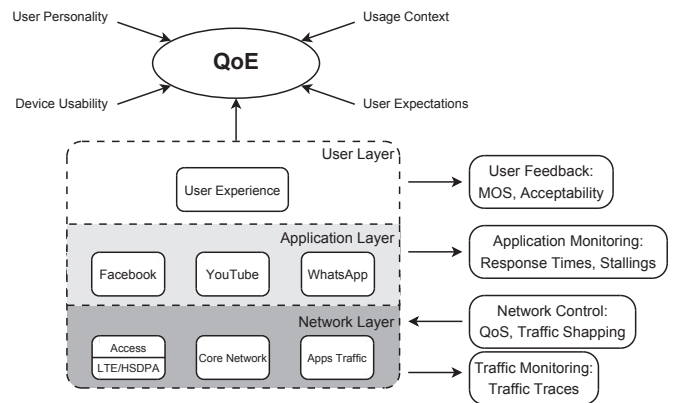 User Personality
Usage Context
QoE
Device Usability
User Expectations
User Layer
User Experience
User Feedback:
MOS, Acceptability
Application Layer
Facebook
YouTube
WhatsApp
Application Monitoring:
Response Times, Stallings
Network Layer
Access
LTE/HSDPA
Core Network
Apps Traffic
Network Control:
QoS, Traffic Shapping
Traffic Monitoring:
Traffic Traces